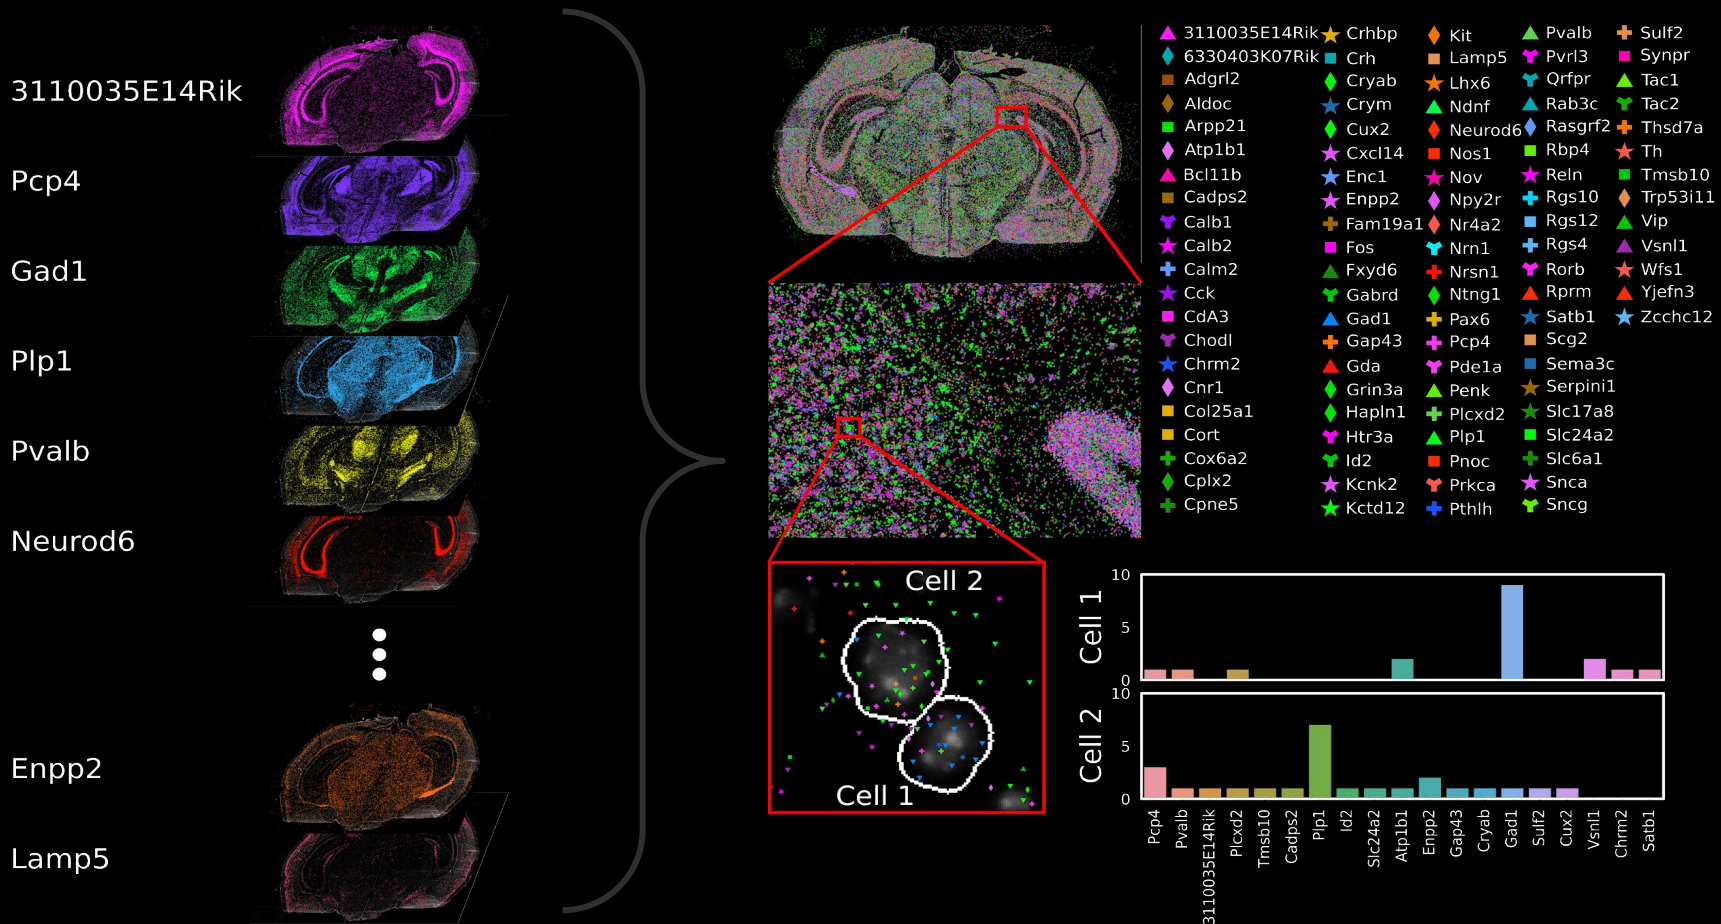 3110035E14Rik
Pcp4
Gad1
Plp1
Pvalb
Neurod6
Enpp2
Lamp5
3110035E14Rik
6330403K07Rik
Adgrl2
Aldoc
Arpp21
Atp1b1
Bcl11b
Cadps2
Calb1
Calb2
Calm2
Cck
CdA3
Chodl
Chrm2
Cnr1
Col25a1
Cort
Cox6a2
Cplx2
Cpne5
Crhbp
Crh
Cryab
Crym
Cux2
Cxcl14
Enc1
Enpp2
Fam19a1
Fos
Fxyd6
Gabrd
Gad1
Gap43
Gda
Grin3a
Hapln1
Htr3a
Id2
Kcnk2
Kctd12
Kit
Lamp5
Lhx6
Ndnf
Neurod6
Nos1
Nov
Npy2r
Nr4a2
Nrn1
Nrsn1
Ntng1
Pax6
Pcp4
Pde1a
Penk
Plcxd2
Plp1
Pnoc
Prkca
Pthlh
Pvalb
Pvrl3
Qrfpr
Rab3c
Rasgrf2
Rbp4
Reln
Rgs10
Rgs12
Rgs4
Rorb
Rprm
Satb1
Scg2
Sema3c
Serpini1
Slc17a8
Slc24a2
Slc6a1
Snca
Sncg
Sulf2
Synpr
Tac1
Tac2
Thsd7a
Th
Tmsb10
Trp53i11
Vip
Vsnl1
Wfs1
Yjefn3
Zcchc12
Cell 2
Cell 1
Cell 1
10
5
0
Cell 2
10
5
0
Pcp4
Pvalb
3110035E14Rik
Plcxd2
Tmsb10
Cadps2
Plp1
Id2
Slc24a2
Atp1b1
Enpp2
Gap43
Cryab
Gad1
Sulf2
Cux2
Vsnl1
Chrm2
Satb1